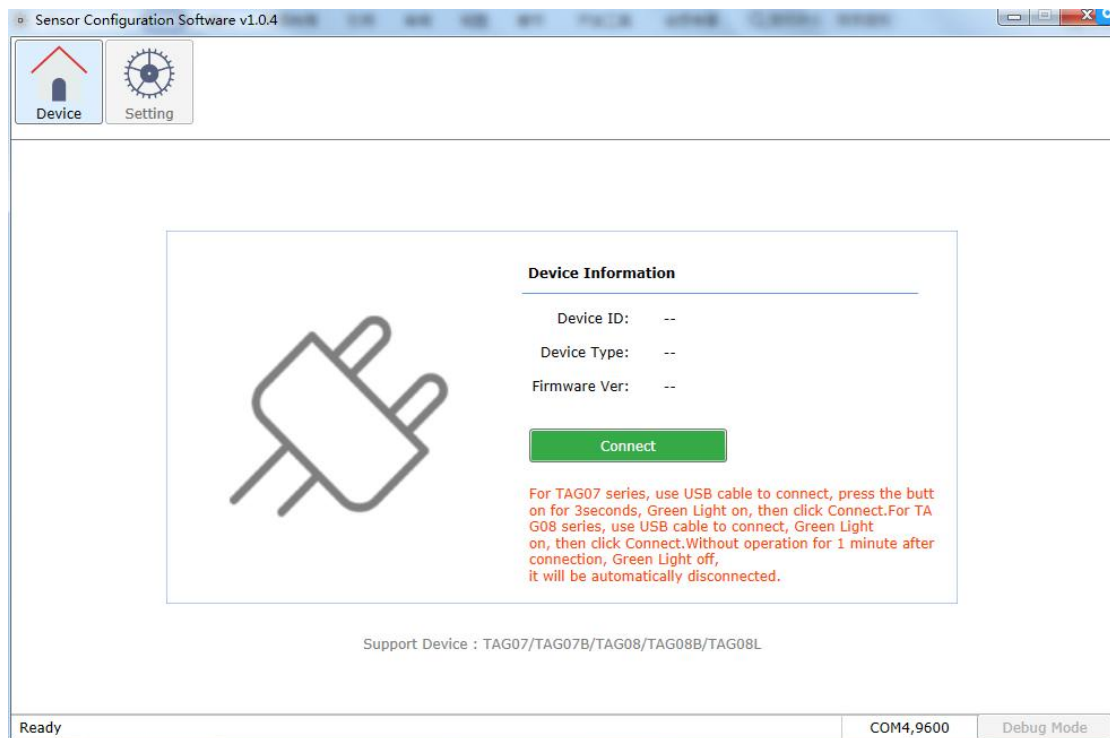 Sensor Configuration Software v1.0.4
Device
Setting
Device Information
Device ID: --
Device Type: --
Firmware Ver: --
Connect
For TAG07 series, use USB cable to connect, press the butt
on for 3seconds, Green Light on, then click Connect.For TA
G08 series, use USB cable to connect, Green Light
on, then click Connect.Without operation for 1 minute after
connection, Green Light off,
it will be automatically disconnected.
Support Device : TAG07/TAG07B/TAG08/TAG08B/TAG08L
Ready
COM4,9600
Debug Mode